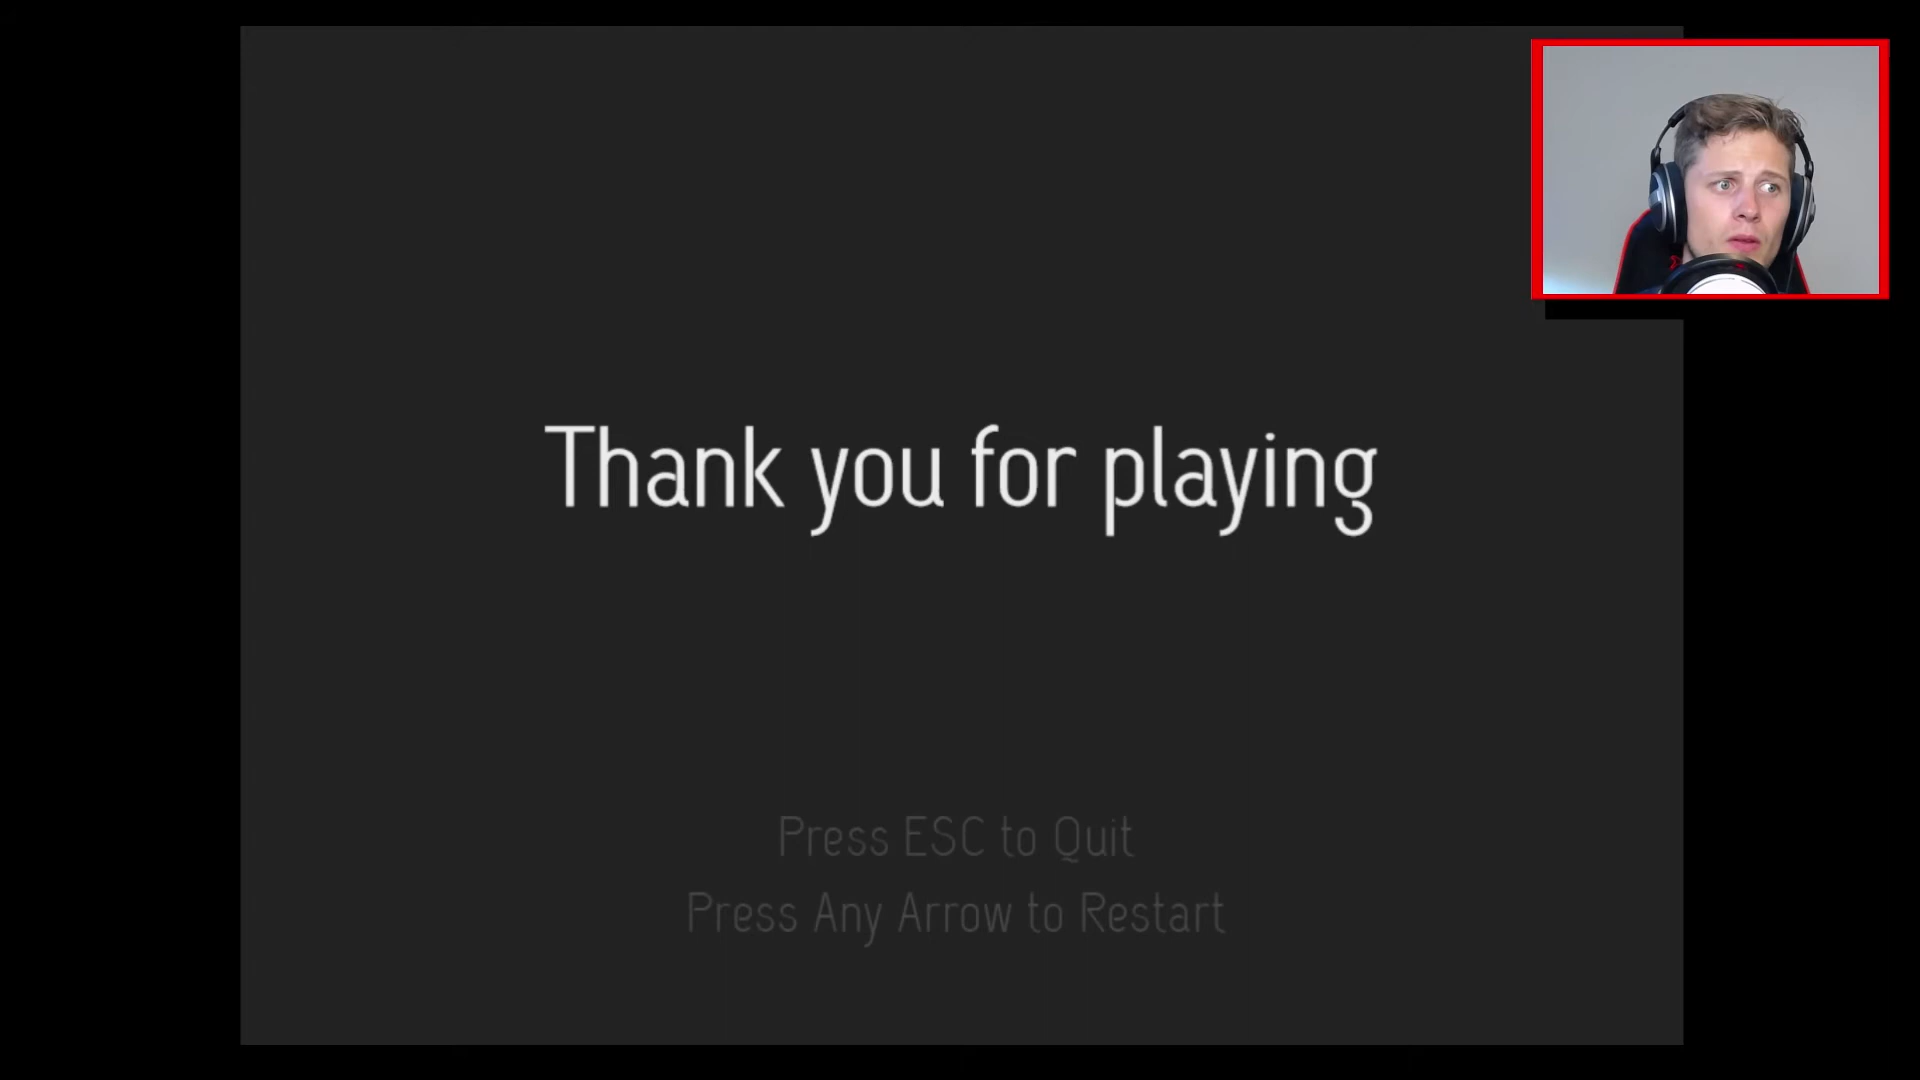 Thank you for playing
Press ESC to Quit
Press Any Arrow to Restart